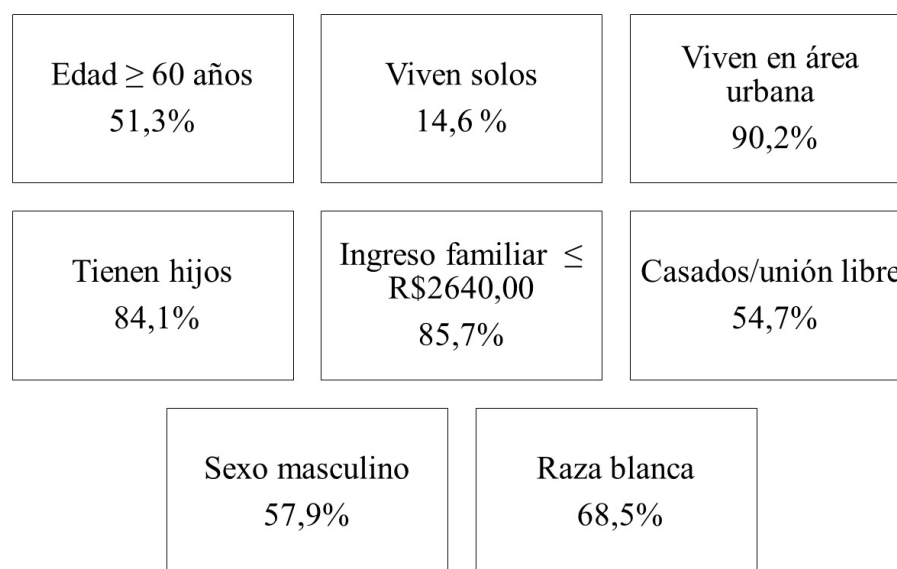 Edad ≥ 60 años
51,3%
Viven solos
14,6 %
Viven en área
urbana
90,2%
Tienen hijos
84,1%
Ingreso familiar ≤
R$2640,00
85,7%
Casados/unión libre
54,7%
Sexo masculino
57,9%
Raza blanca
68,5%